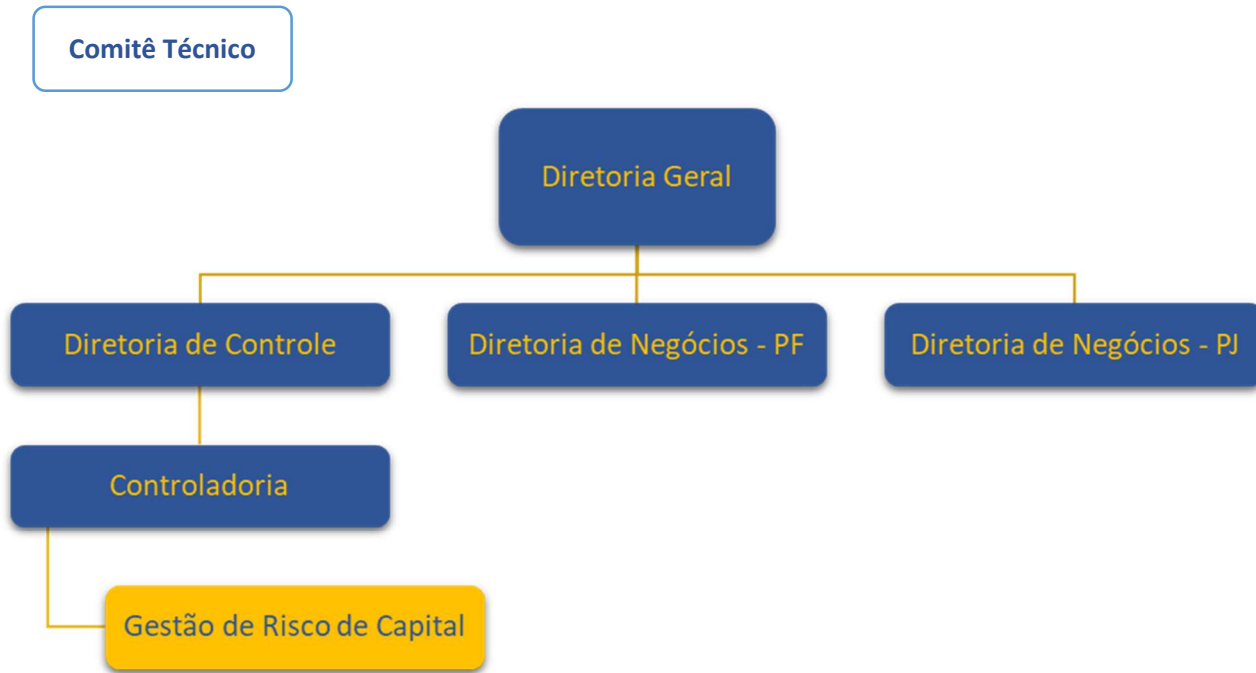 Comitê Técnico
Diretoria Geral
Diretoria de Controle
Diretoria de Negócios - PF
Diretoria de Negócios - PJ
Controladoria
Gestão de Risco de Capital